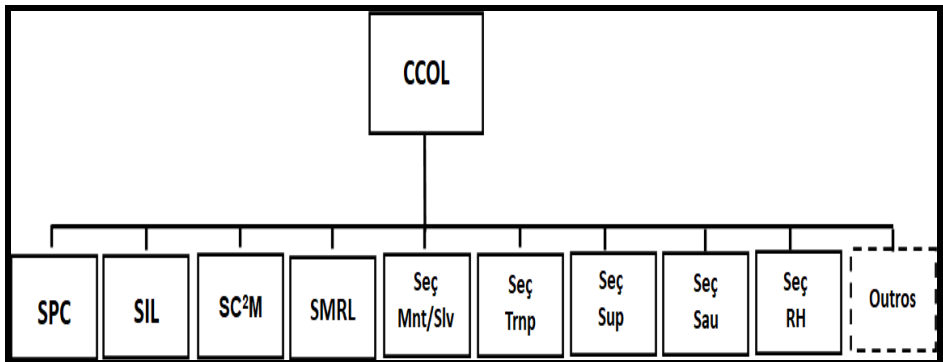 CCOL
SPC
SIL
SC²M
SMRL
Seç
Mnt/Slv
Seç
Trnp
Seç
Sup
Seç
Sau
Seç
RH
Outros